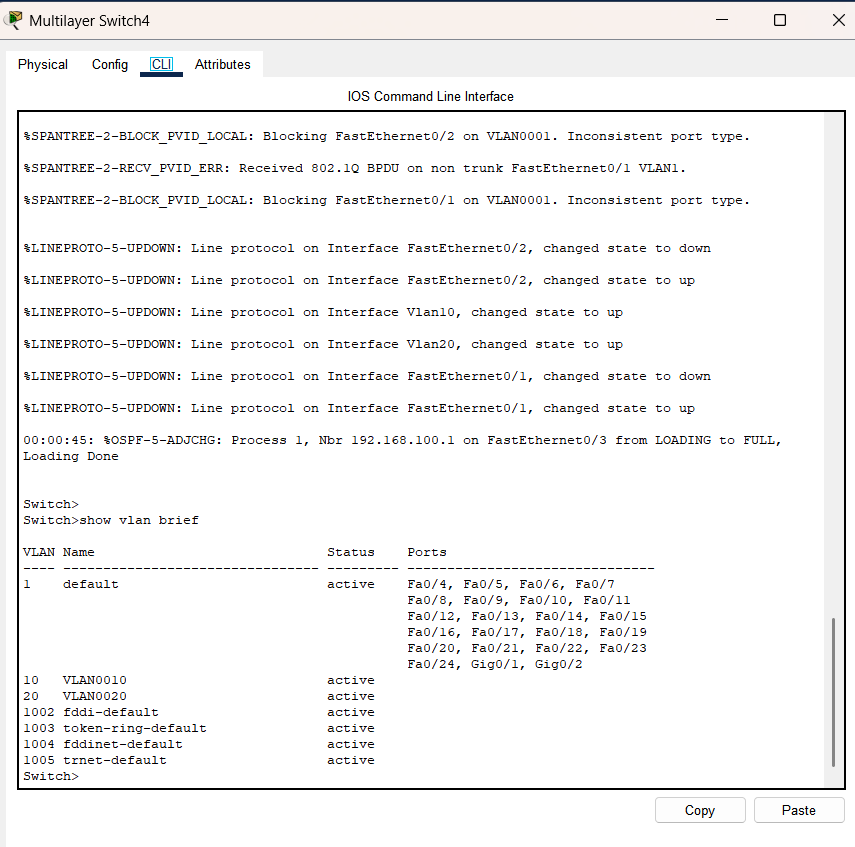 Multilayer Switch4
Physical Config CLI Attributes
IOS Command Line Interface
%SPANTREE-2-BLOCK_PVID_LOCAL: Blocking FastEthernet0/2 on VLAN0001. Inconsistent port type.
%SPANTREE-2-RECV_PVID_ERR: Received 802.1Q BPDU on non trunk FastEthernet0/1 VLAN1.
%SPANTREE-2-BLOCK_PVID_LOCAL: Blocking FastEthernet0/1 on VLAN0001. Inconsistent port type.
%LINEPROTO-5-UPDOWN: Line protocol on Interface FastEthernet0/2, changed state to down
%LINEPROTO-5-UPDOWN: Line protocol on Interface FastEthernet0/2, changed state to up
%LINEPROTO-5-UPDOWN: Line protocol on Interface Vlan10, changed state to up
%LINEPROTO-5-UPDOWN: Line protocol on Interface Vlan20, changed state to up
%LINEPROTO-5-UPDOWN: Line protocol on Interface FastEthernet0/1, changed state to down
%LINEPROTO-5-UPDOWN: Line protocol on Interface FastEthernet0/1, changed state to up
00:00:45: %OSPF-5-ADJCHG: Process 1, Nbr 192.168.100.1 on FastEthernet0/3 from LOADING to FULL,
Loading Done
Switch>
Switch>show vlan brief
VLAN Name                             Status    Ports
---- -------------------------------- --------- -------------------------------
1    default                          active    Fa0/4, Fa0/5, Fa0/6, Fa0/7
                                                Fa0/8, Fa0/9, Fa0/10, Fa0/11
                                                Fa0/12, Fa0/13, Fa0/14, Fa0/15
                                                Fa0/16, Fa0/17, Fa0/18, Fa0/19
                                                Fa0/20, Fa0/21, Fa0/22, Fa0/23
                                                Fa0/24, Gig0/1, Gig0/2
10   VLAN0010                         active
20   VLAN0020                         active
1002 fddi-default                     active
1003 token-ring-default               active
1004 fddinet-default                  active
1005 trnet-default                    active
Switch>
Copy Paste